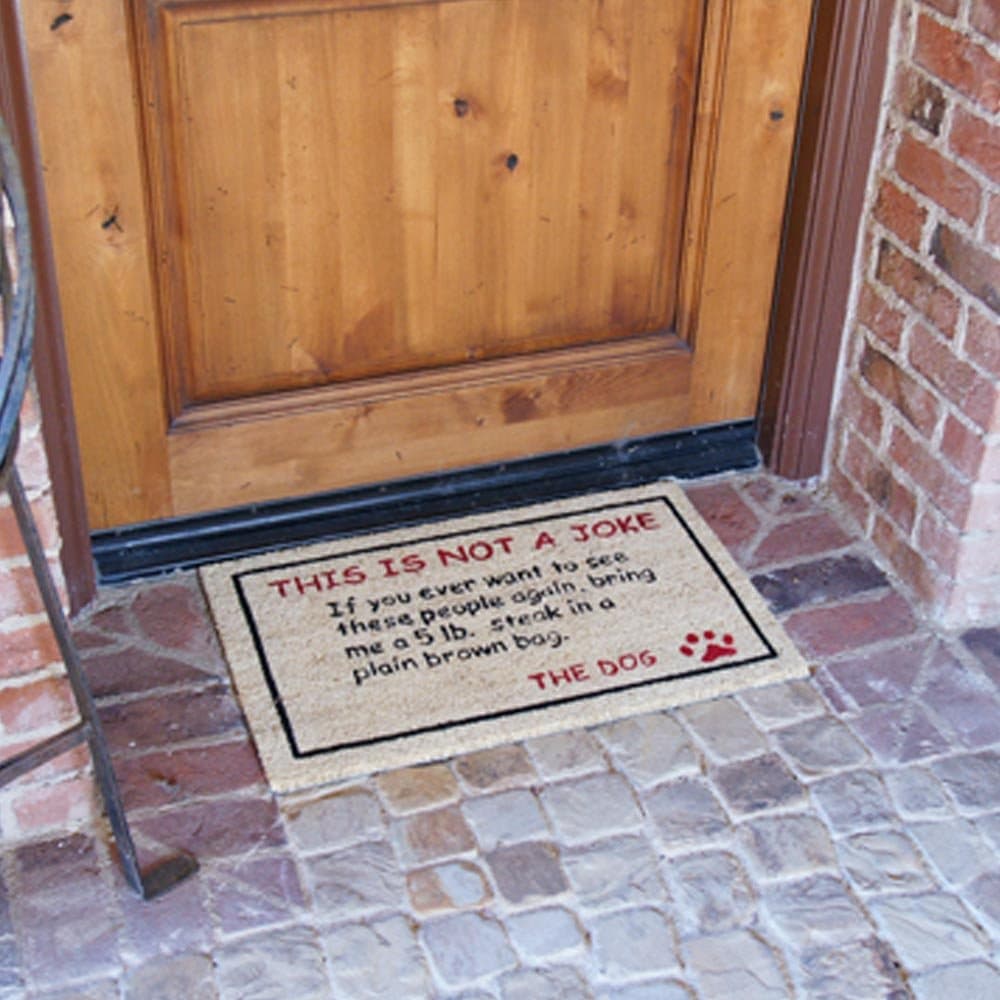 THIS IS NOT A JOKE
If you ever want to see
these people again, bring
me a 5 lb. steak in a
plain brown bag.
THE DOG